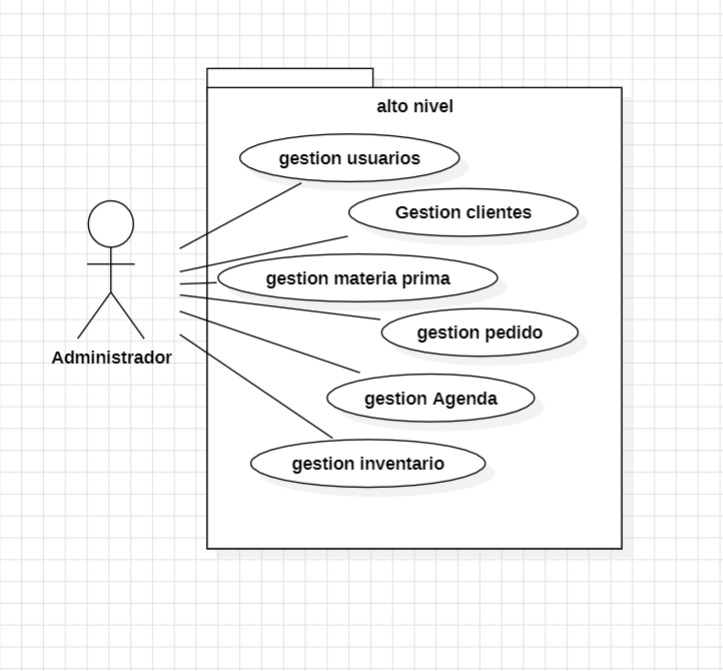 alto nivel
gestion usuarios
Gestion clientes
gestion materia prima
gestion pedido
Administrador
gestion Agenda
gestion inventario